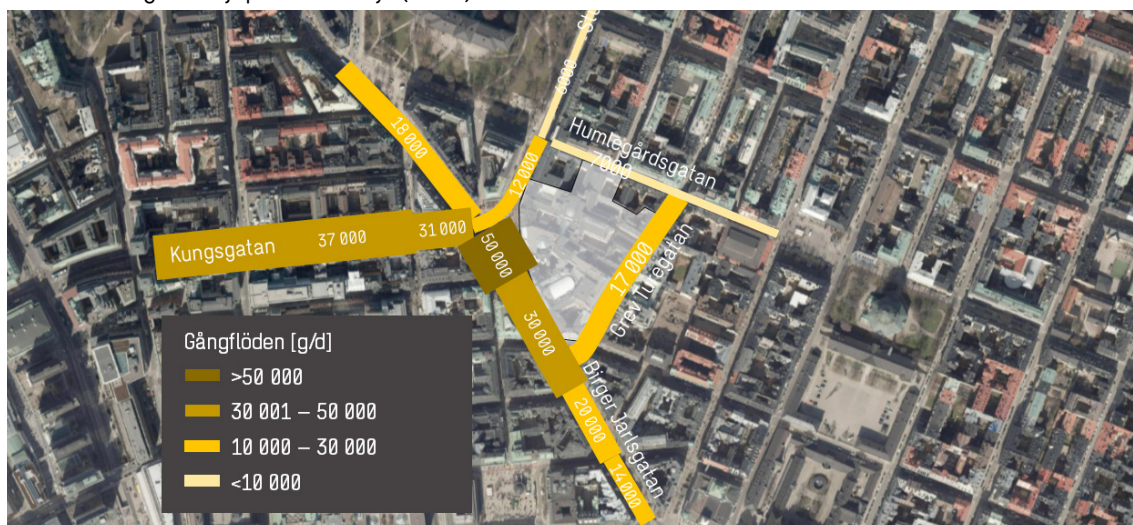 18 000
6000
Humlegårdsgatan
7000
12 000
Kungsgatan
37 000
31 000
50 000
17 000
Grev Turegatan
30 000
Birger Jarlsgatan
20 000
14 000
Gångflöden [g/d]
>50 000
30 001 – 50 000
10 000 – 30 000
<10 000